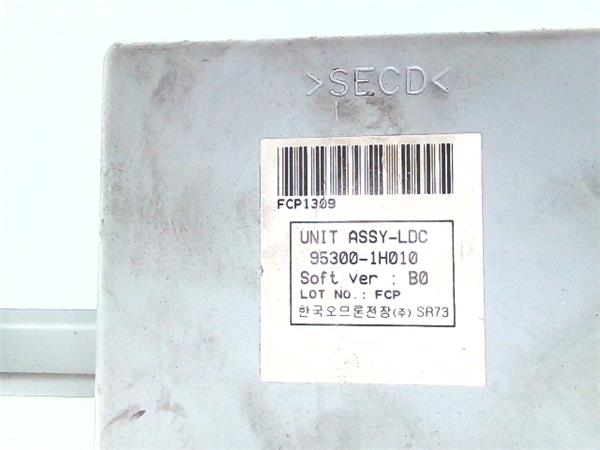 >SECD<
FCP1309
UNIT ASSY-LDC
95300-1H010
Soft ver : B0
LOT NO.: FCP
한국오므론전장(주) SR73